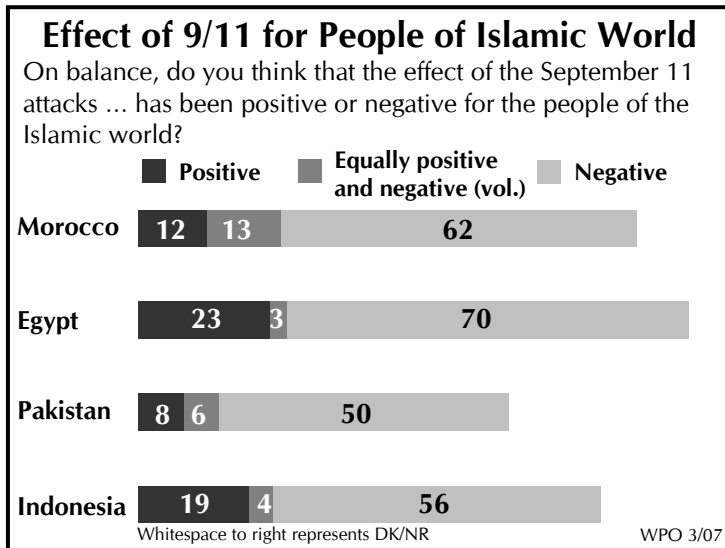 Effect of 9/11 for People of Islamic World
On balance, do you think that the effect of the September 11
attacks ... has been positive or negative for the people of the
Islamic world?
Positive
Equally positive
and negative (vol.)
Negative
Morocco 12 13 62
Egypt 23 3 70
Pakistan 8 6 50
Indonesia 19 4 56
Whitespace to right represents DK/NR WPO 3/07